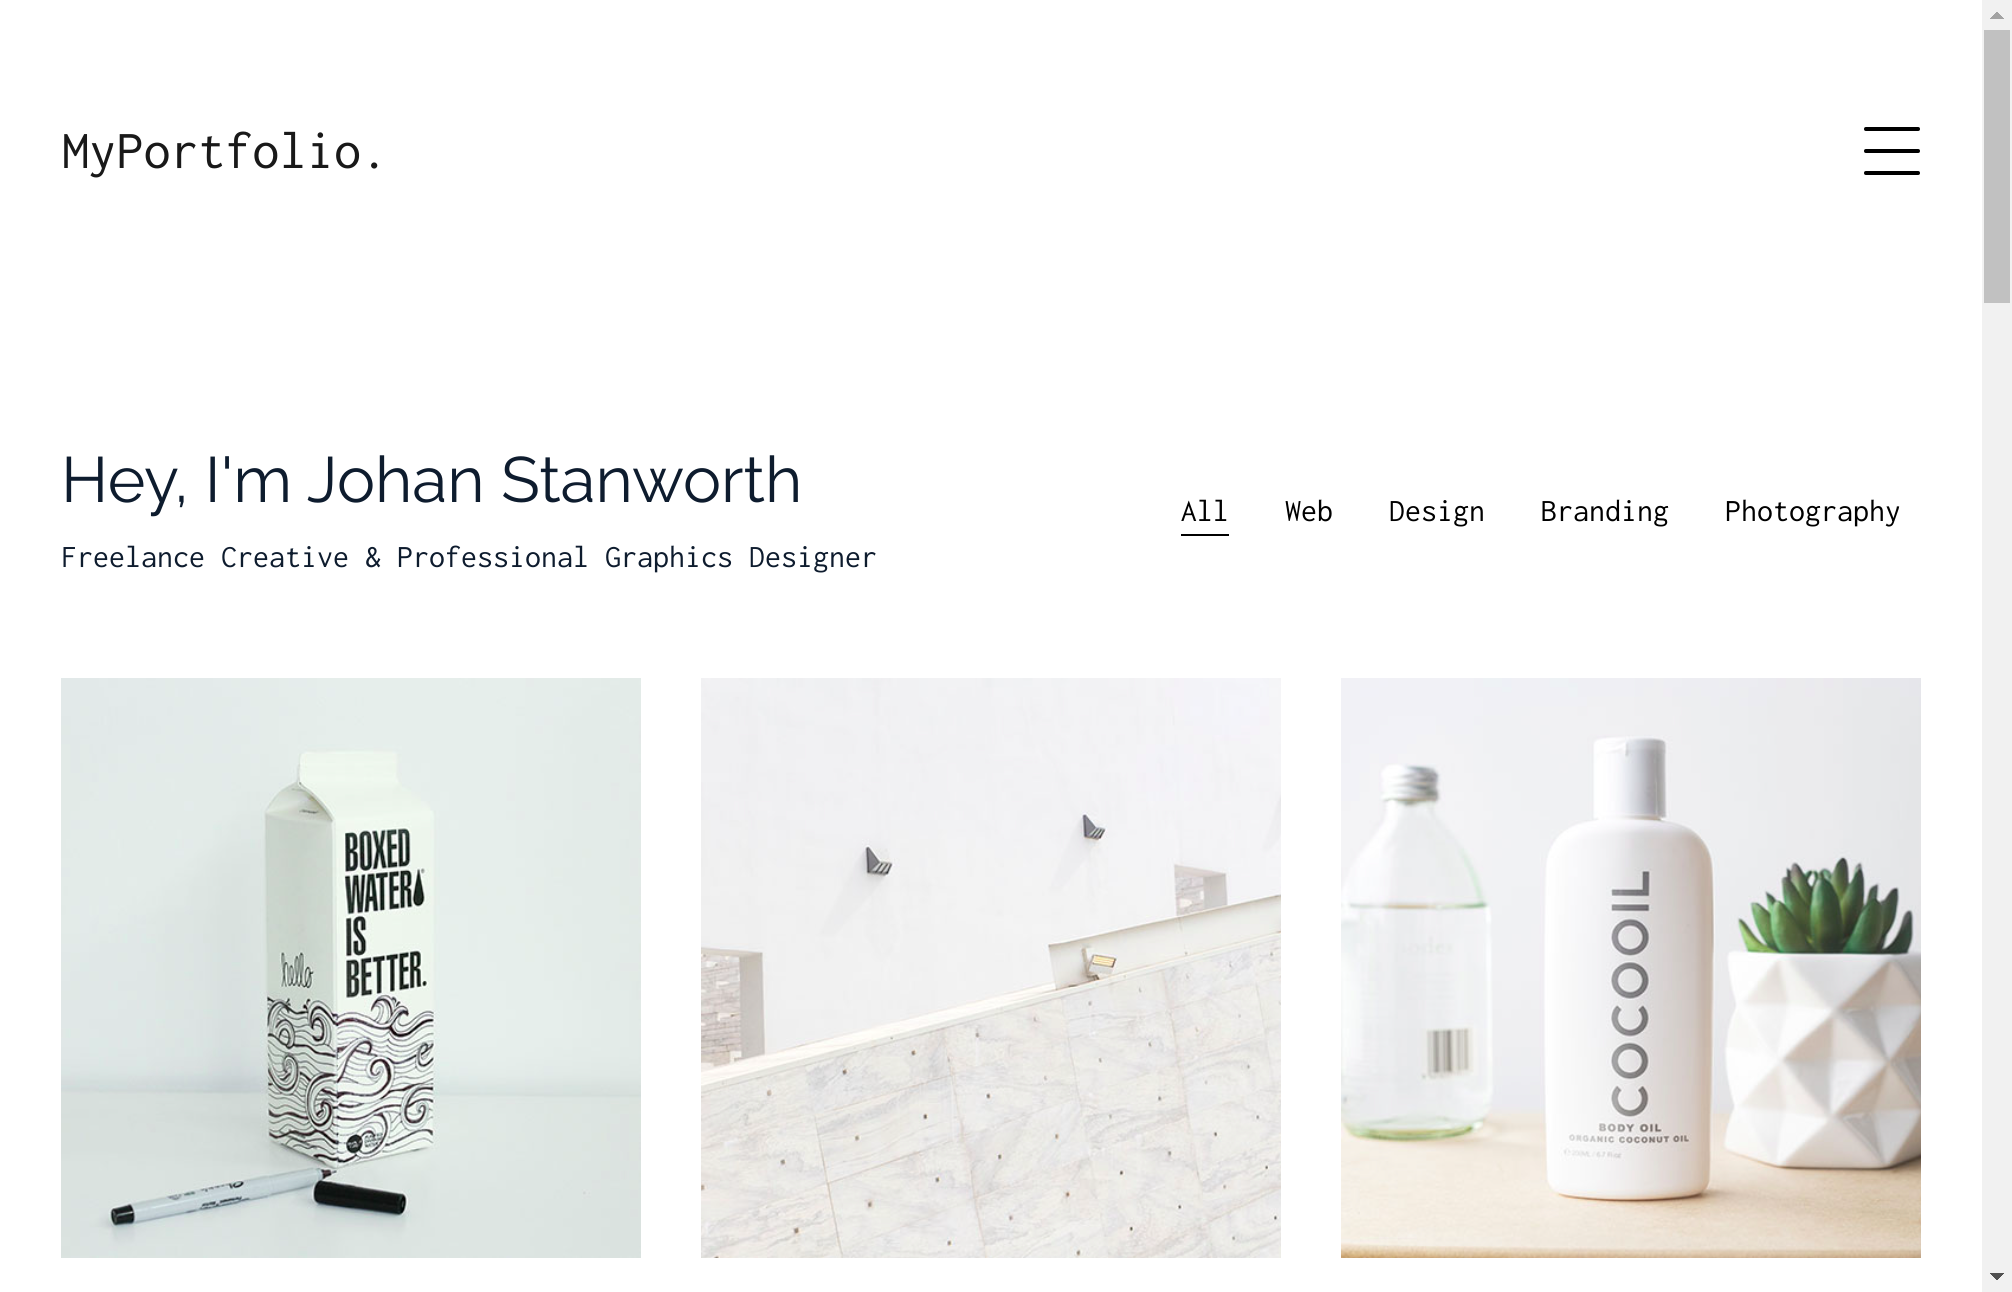 MyPortfolio.
Hey, I'm Johan Stanworth
Freelance Creative & Professional Graphics Designer
All Web Design Branding Photography
BOXED
WATER
IS
BETTER.
hello
COCOOIL
BODY OIL
ORGANIC COCONUT OIL